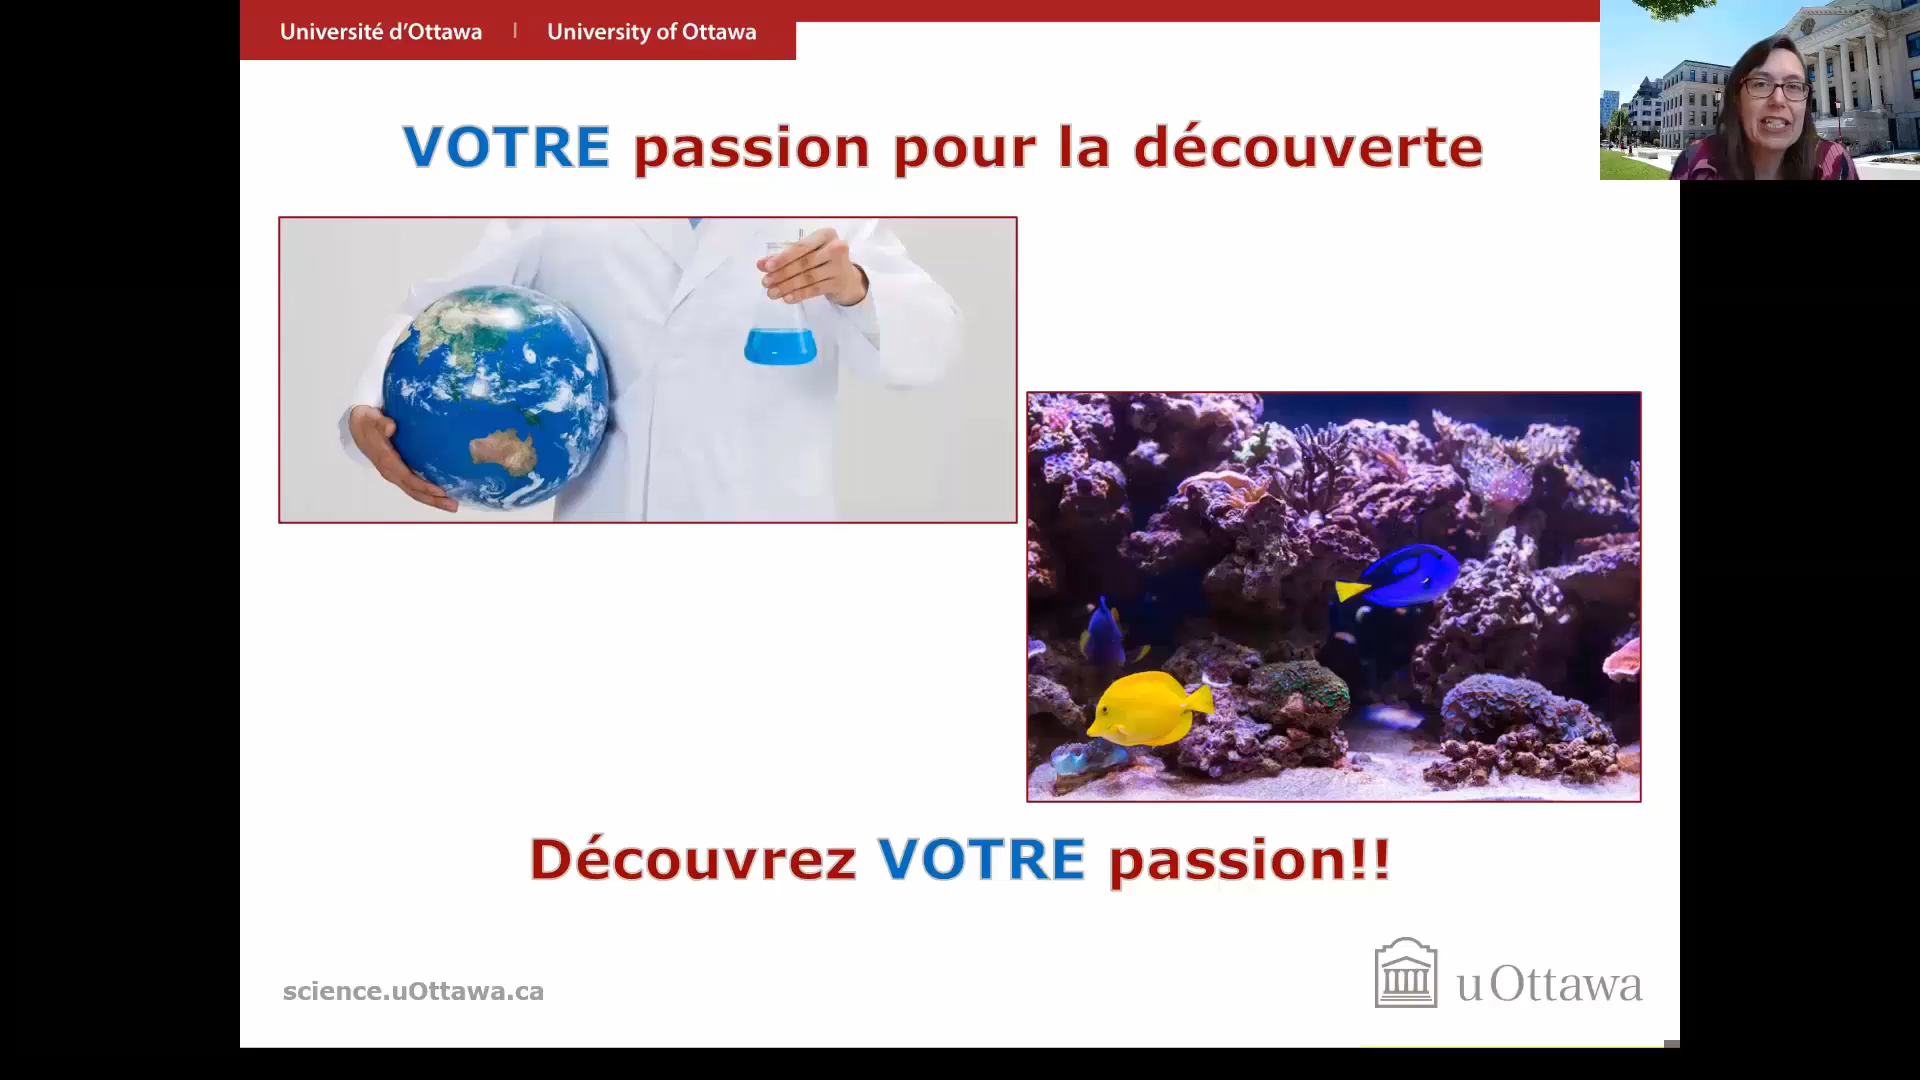 Université d'Ottawa | University of Ottawa
VOTRE passion pour la découverte
Découvrez VOTRE passion!!
science.uOttawa.ca
uOttawa